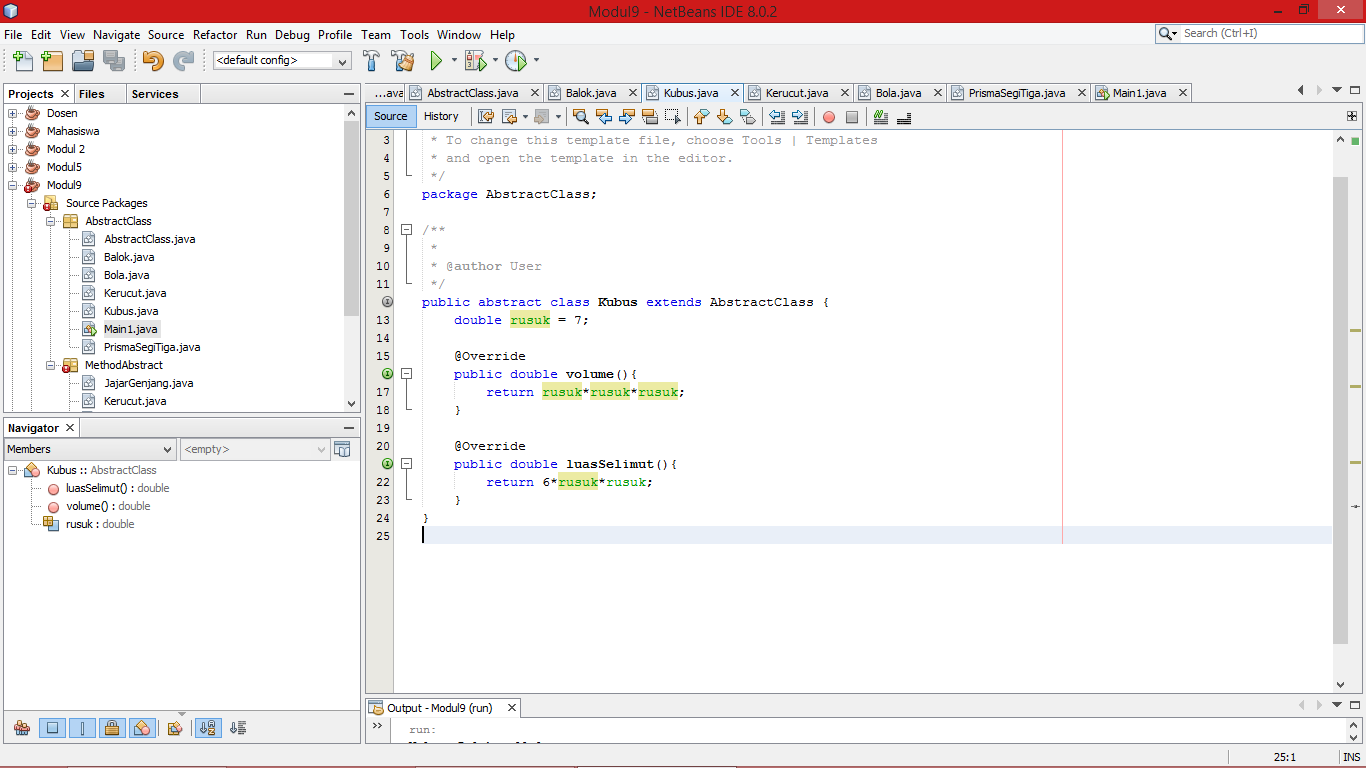 Modul9 - NetBeans IDE 8.0.2
File Edit View Navigate Source Refactor Run Debug Profile Team Tools Window Help
Search (Ctrl+I)
<default config>
Projects Files Services
Dosen
Mahasiswa
Modul 2
Modul5
Modul9
Source Packages
AbstractClass
AbstractClass.java
Balok.java
Bola.java
Kerucut.java
Kubus.java
Main1.java
PrismaSegiTiga.java
MethodAbstract
JajarGenjang.java
Kerucut.java
Navigator
Members
<empty>
Kubus :: AbstractClass
luasSelimut() : double
volume() : double
rusuk : double
...ava AbstractClass.java Balok.java Kubus.java Kerucut.java Bola.java PrismaSegiTiga.java Main1.java
Source History
3 * To change this template file, choose Tools | Templates
4 * and open the template in the editor.
5 */
6 package AbstractClass;
7
8 /**
9 *
10 * @author User
11 */
public abstract class Kubus extends AbstractClass {
13 double rusuk = 7;
14
15 @Override
public double volume(){
17 return rusuk*rusuk*rusuk;
18 }
19
20 @Override
public double luasSelimut(){
22 return 6*rusuk*rusuk;
23 }
24 }
25
Output - Modul9 (run)
run:
25:1 INS